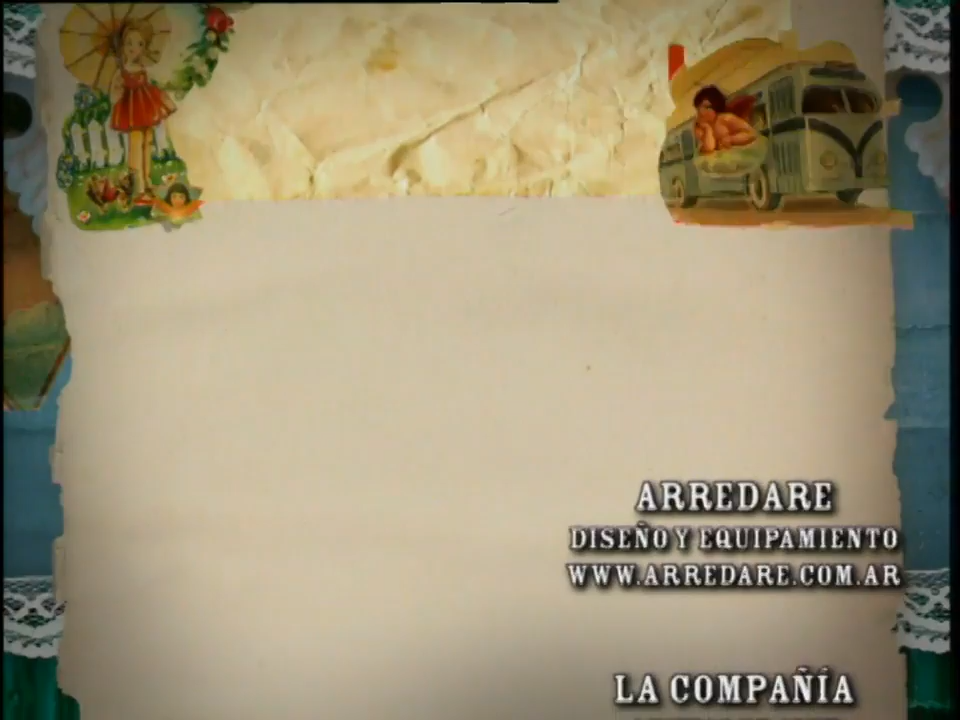 ARREDARE
DISEÑO Y EQUIPAMIENTO
WWW.ARREDARE.COM.AR
LA COMPAÑÍA